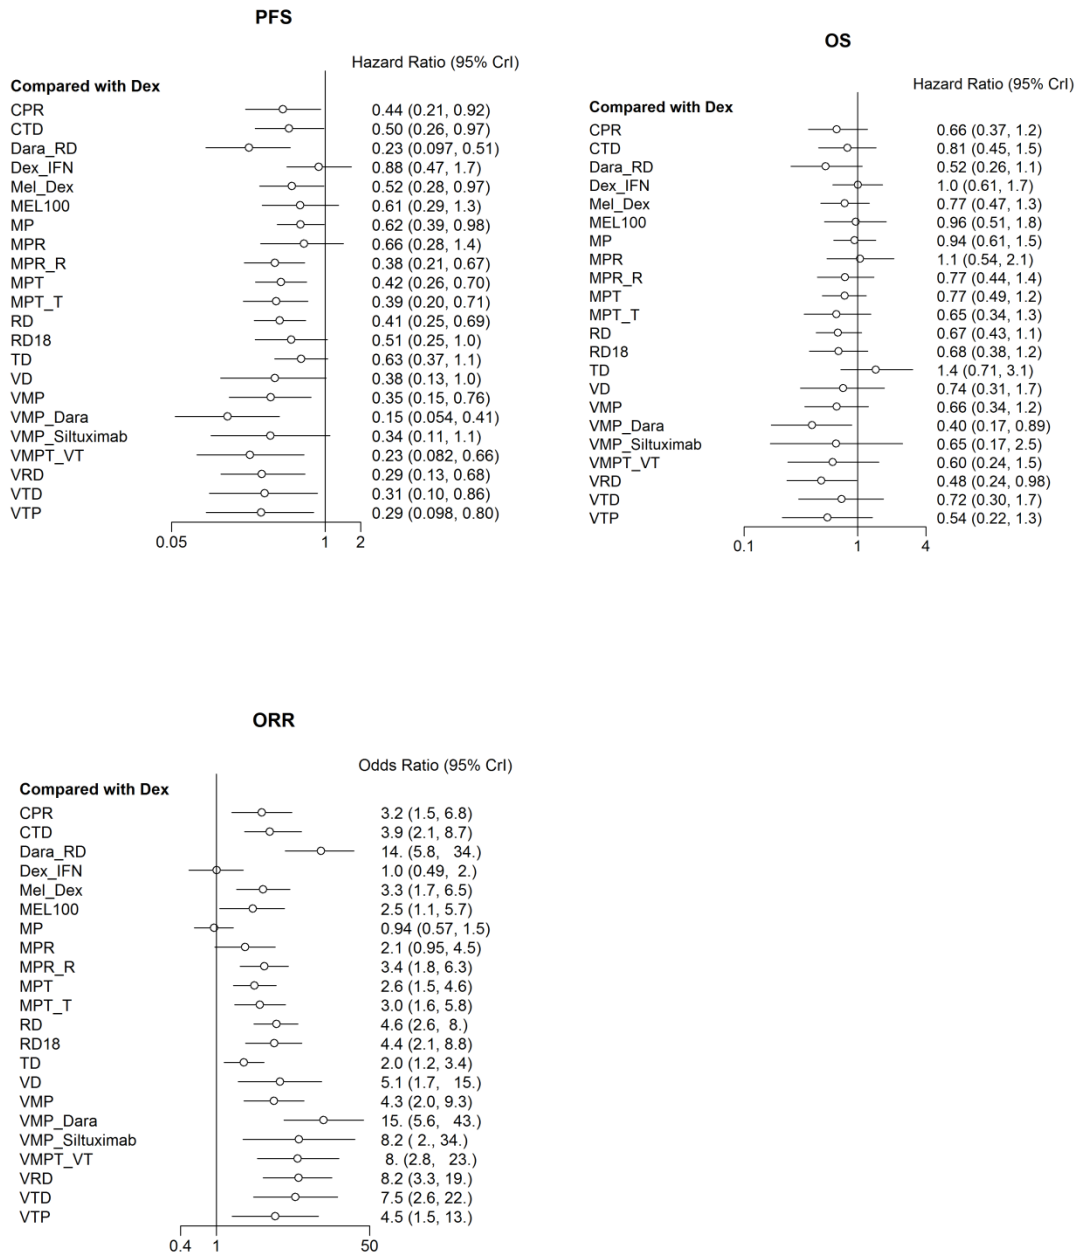 PFS
Hazard Ratio (95% CrI)
Compared with Dex
CPR 0.44 (0.21, 0.92)
CTD 0.50 (0.26, 0.97)
Dara_RD 0.23 (0.097, 0.51)
Dex_IFN 0.88 (0.47, 1.7)
Mel_Dex 0.52 (0.28, 0.97)
MEL100 0.61 (0.29, 1.3)
MP 0.62 (0.39, 0.98)
MPR 0.66 (0.28, 1.4)
MPR_R 0.38 (0.21, 0.67)
MPT 0.42 (0.26, 0.70)
MPT_T 0.39 (0.20, 0.71)
RD 0.41 (0.25, 0.69)
RD18 0.51 (0.25, 1.0)
TD 0.63 (0.37, 1.1)
VD 0.38 (0.13, 1.0)
VMP 0.35 (0.15, 0.76)
VMP_Dara 0.15 (0.054, 0.41)
VMP_Siltuximab 0.34 (0.11, 1.1)
VMPT_VT 0.23 (0.082, 0.66)
VRD 0.29 (0.13, 0.68)
VTD 0.31 (0.10, 0.86)
VTP 0.29 (0.098, 0.80)
0.05 1 2
OS
Hazard Ratio (95% CrI)
Compared with Dex
CPR 0.66 (0.37, 1.2)
CTD 0.81 (0.45, 1.5)
Dara_RD 0.52 (0.26, 1.1)
Dex_IFN 1.0 (0.61, 1.7)
Mel_Dex 0.77 (0.47, 1.3)
MEL100 0.96 (0.51, 1.8)
MP 0.94 (0.61, 1.5)
MPR 1.1 (0.54, 2.1)
MPR_R 0.77 (0.44, 1.4)
MPT 0.77 (0.49, 1.2)
MPT_T 0.65 (0.34, 1.3)
RD 0.67 (0.43, 1.1)
RD18 0.68 (0.38, 1.2)
TD 1.4 (0.71, 3.1)
VD 0.74 (0.31, 1.7)
VMP 0.66 (0.34, 1.2)
VMP_Dara 0.40 (0.17, 0.89)
VMP_Siltuximab 0.65 (0.17, 2.5)
VMPT_VT 0.60 (0.24, 1.5)
VRD 0.48 (0.24, 0.98)
VTD 0.72 (0.30, 1.7)
VTP 0.54 (0.22, 1.3)
0.1 1 4
ORR
Odds Ratio (95% CrI)
Compared with Dex
CPR 3.2 (1.5, 6.8)
CTD 3.9 (2.1, 8.7)
Dara_RD 14. (5.8, 34.)
Dex_IFN 1.0 (0.49, 2.)
Mel_Dex 3.3 (1.7, 6.5)
MEL100 2.5 (1.1, 5.7)
MP 0.94 (0.57, 1.5)
MPR 2.1 (0.95, 4.5)
MPR_R 3.4 (1.8, 6.3)
MPT 2.6 (1.5, 4.6)
MPT_T 3.0 (1.6, 5.8)
RD 4.6 (2.6, 8.)
RD18 4.4 (2.1, 8.8)
TD 2.0 (1.2, 3.4)
VD 5.1 (1.7, 15.)
VMP 4.3 (2.0, 9.3)
VMP_Dara 15. (5.6, 43.)
VMP_Siltuximab 8.2 ( 2., 34.)
VMPT_VT 8. (2.8, 23.)
VRD 8.2 (3.3, 19.)
VTD 7.5 (2.6, 22.)
VTP 4.5 (1.5, 13.)
0.4 1 50